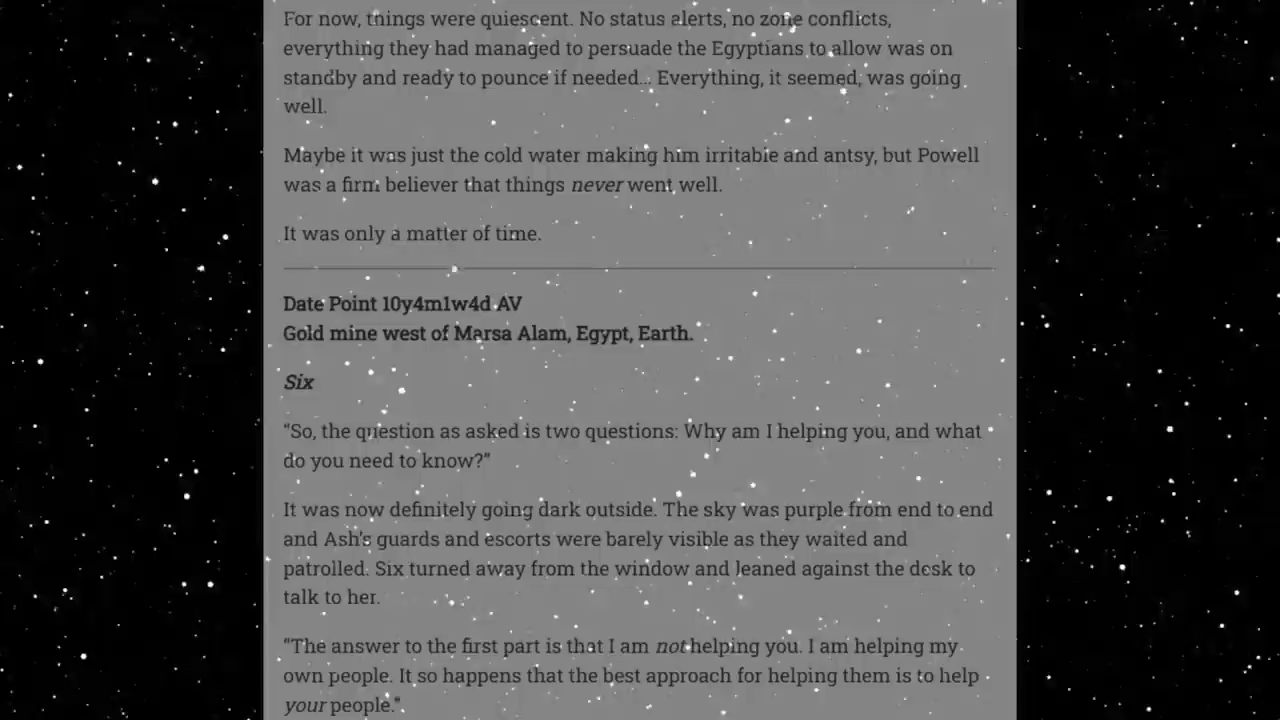 For now, things were quiescent. No status alerts, no zone conflicts,
everything they had managed to persuade the Egyptians to allow was on
standby and ready to pounce if needed… Everything, it seemed, was going
well.
Maybe it was just the cold water making him irritable and antsy, but Powell
was a firm believer that things never went well.
It was only a matter of time.
Date Point 10y4m1w4d AV
Gold mine west of Marsa Alam, Egypt, Earth.
Six
“So, the question as asked is two questions: Why am I helping you, and what
do you need to know?”
It was now definitely going dark outside. The sky was purple from end to end
and Ash’s guards and escorts were barely visible as they waited and
patrolled. Six turned away from the window and leaned against the desk to
talk to her.
“The answer to the first part is that I am not helping you. I am helping my
own people. It so happens that the best approach for helping them is to help
your people.”